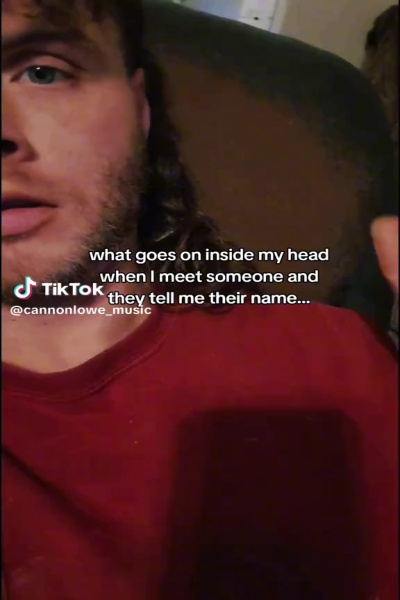 what goes on inside my head
when I meet someone and
they tell me their name...
TikTok
@cannonlowe_music